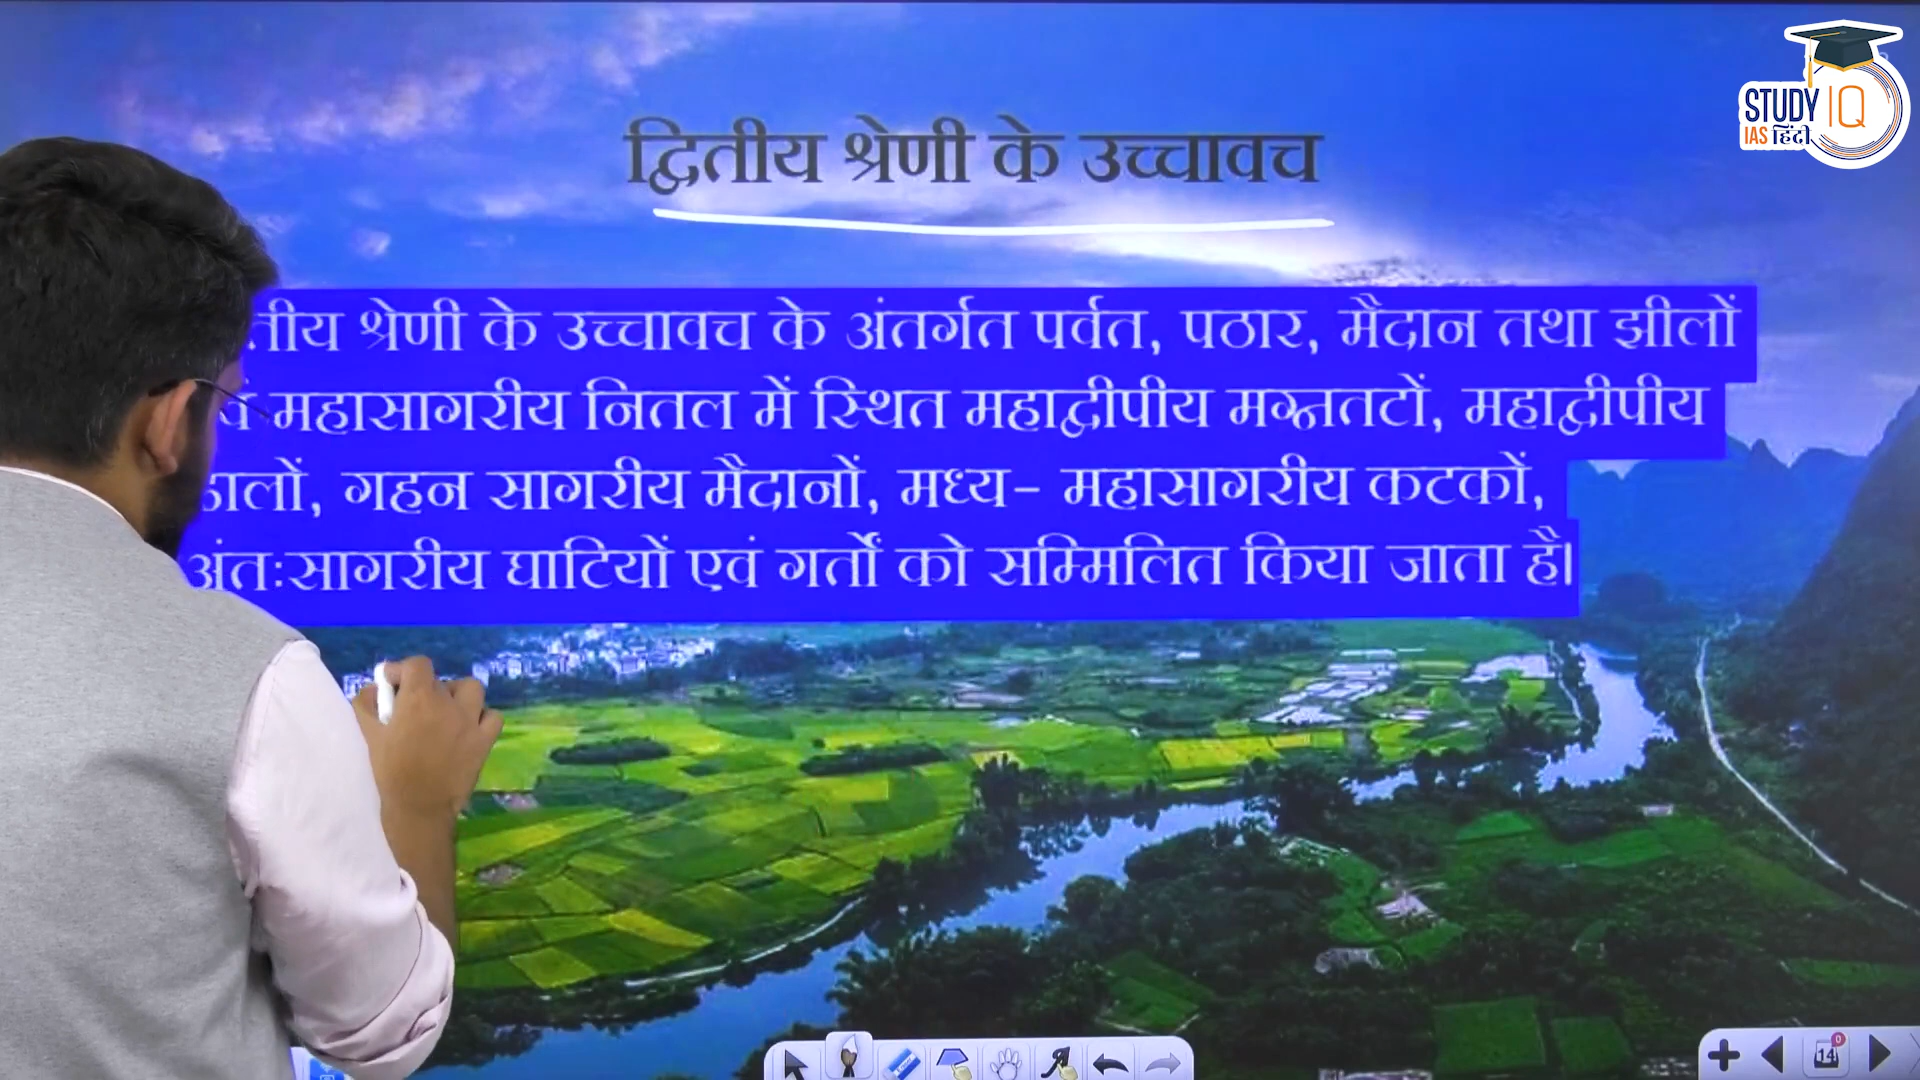 STUDY IQ
IAS हिंदी
द्वितीय श्रेणी के उच्चावच
श्रेणी के उच्चावच के अंतर्गत पर्वत, पठार, मैदान तथा झीलों
महासागरीय नितल में स्थित महाद्वीपीय मग्नतटों, महाद्वीपीय
गहन सागरीय मैदानों, मध्य- महासागरीय कटकों,
अंतःसागरीय घाटियों एवं गर्तों को सम्मिलित किया जाता है।
14
0